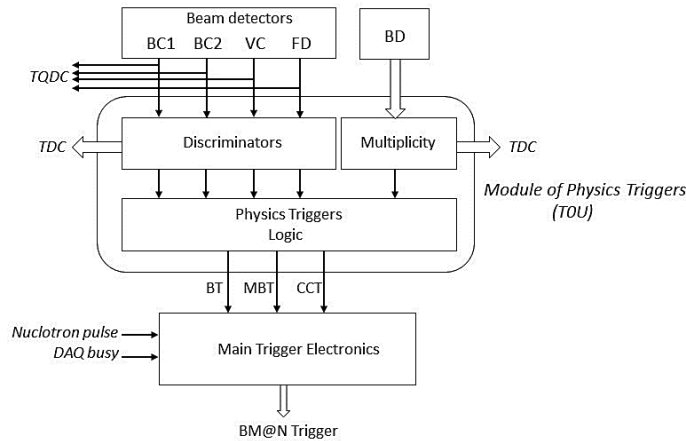 Beam detectors
BC1 BC2 VC FD
BD
TQDC
TDC
Discriminators
Multiplicity
TDC
Module of Physics Triggers
(T0U)
Physics Triggers
Logic
BT MBT CCT
Nuclotron pulse
DAQ busy
Main Trigger Electronics
BM@N Trigger